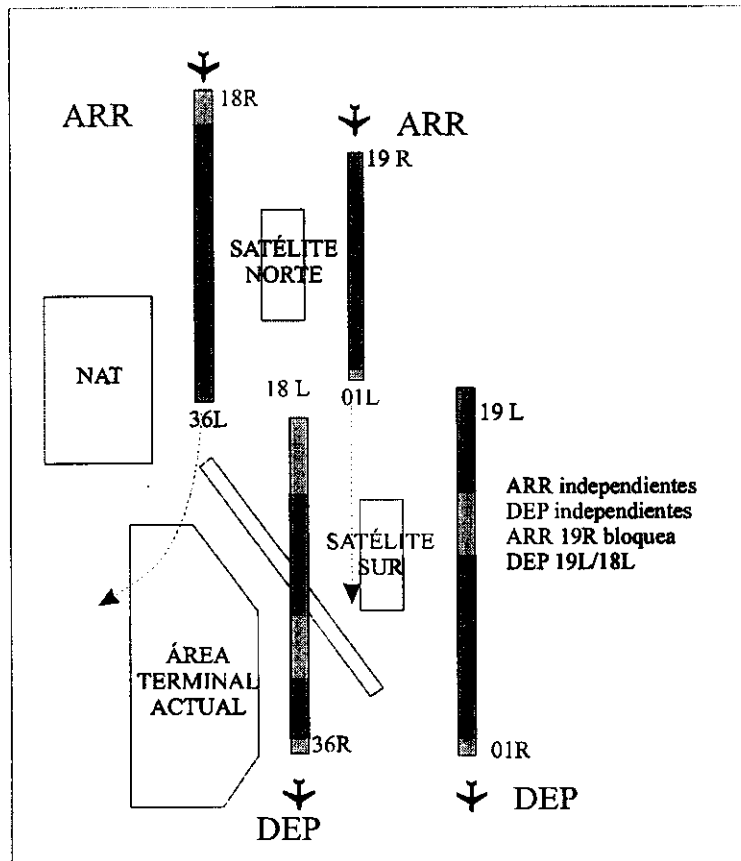 18R
ARR
ARR
19 R
SATÉLITE
NORTE
NAT
18 L
01L
36L
19 L
ARR independientes
DEP independientes
ARR 19R bloquea
DEP 19L/18L
SATÉLITE
SUR
ÁREA
TERMINAL
ACTUAL
36R
01R
DEP
DEP